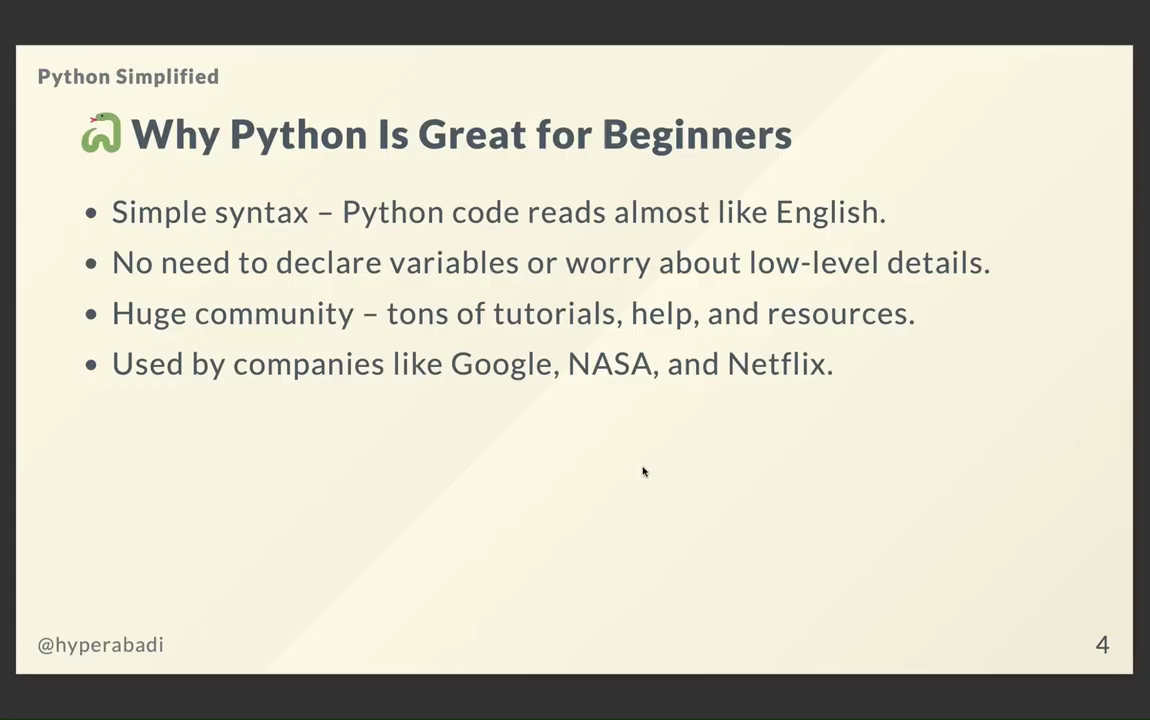 Python Simplified
🐍 Why Python Is Great for Beginners
• Simple syntax – Python code reads almost like English.
• No need to declare variables or worry about low-level details.
• Huge community – tons of tutorials, help, and resources.
• Used by companies like Google, NASA, and Netflix.
@hyperabadi
4